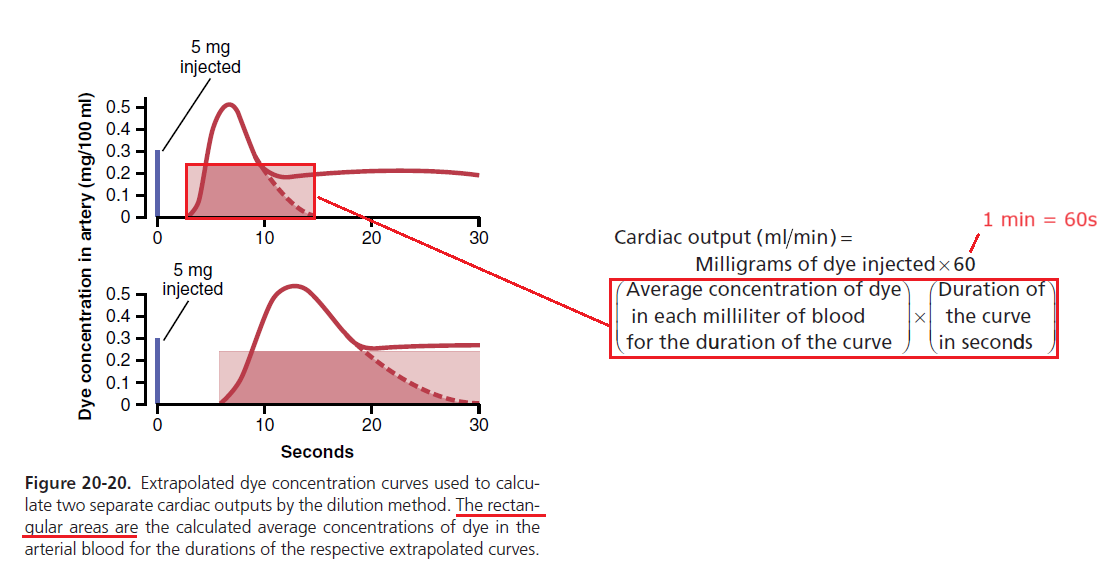 5 mg
injected
Dye concentration in artery (mg/100 ml)
0.5
0.4
0.3
0.2
0.1
0
0 10 20 30
5 mg
injected
0.5
0.4
0.3
0.2
0.1
0
0 10 20 30
Seconds
Figure 20-20. Extrapolated dye concentration curves used to calcu-
late two separate cardiac outputs by the dilution method. The rectan-
gular areas are the calculated average concentrations of dye in the
arterial blood for the durations of the respective extrapolated curves.
1 min = 60s
Cardiac output (ml/min) =
Milligrams of dye injected × 60
(Average concentration of dye
in each milliliter of blood
for the duration of the curve) × (Duration of
the curve
in seconds)